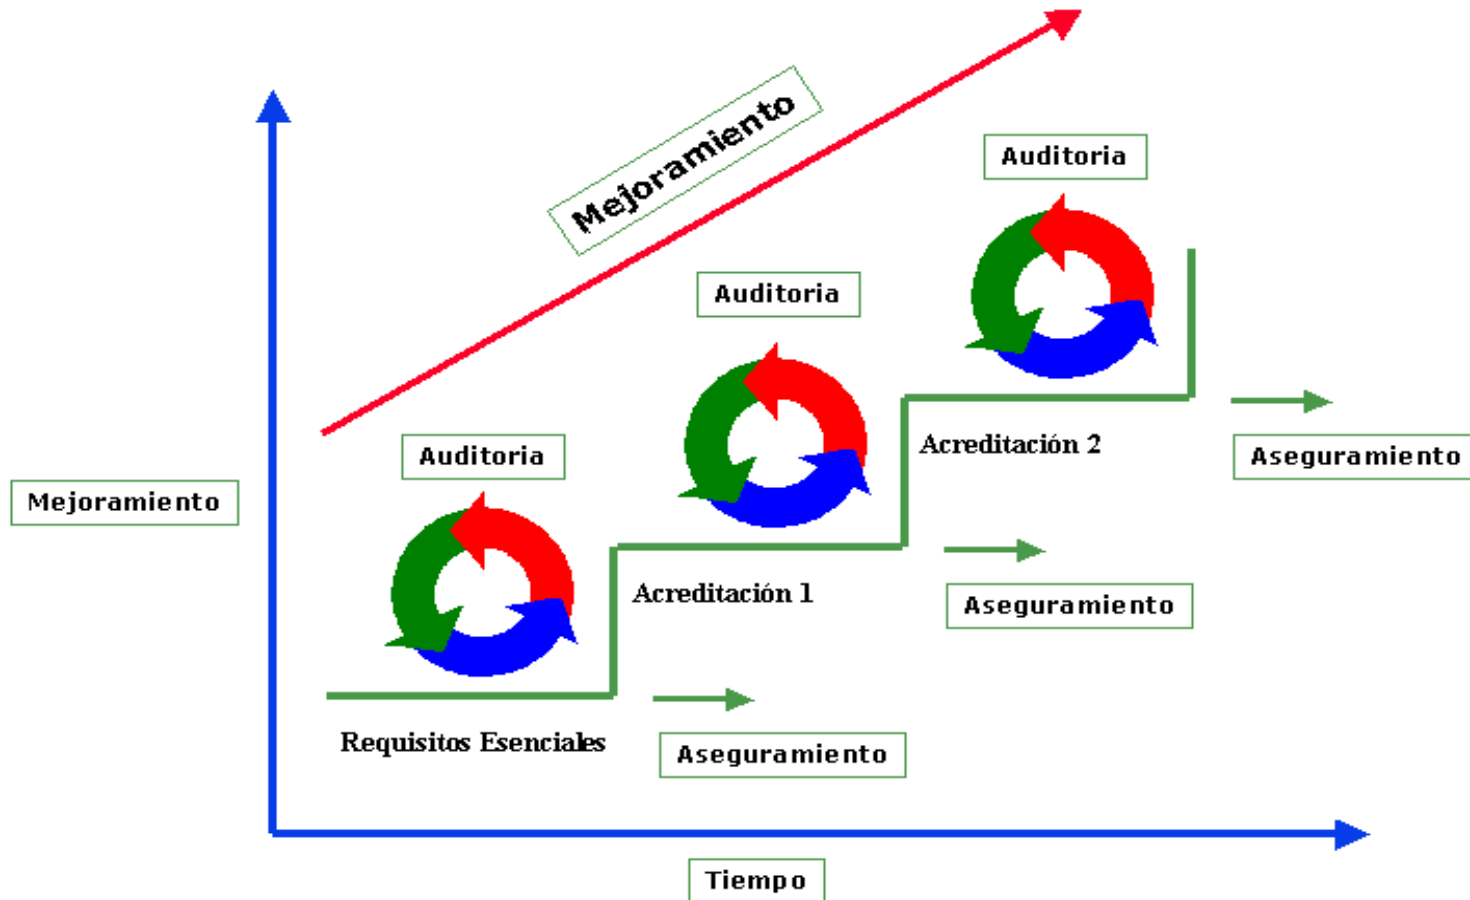 Mejoramiento
Auditoria
Auditoria
Auditoria
Mejoramiento
Acreditación 2
Aseguramiento
Acreditación 1
Aseguramiento
Requisitos Esenciales
Aseguramiento
Tiempo